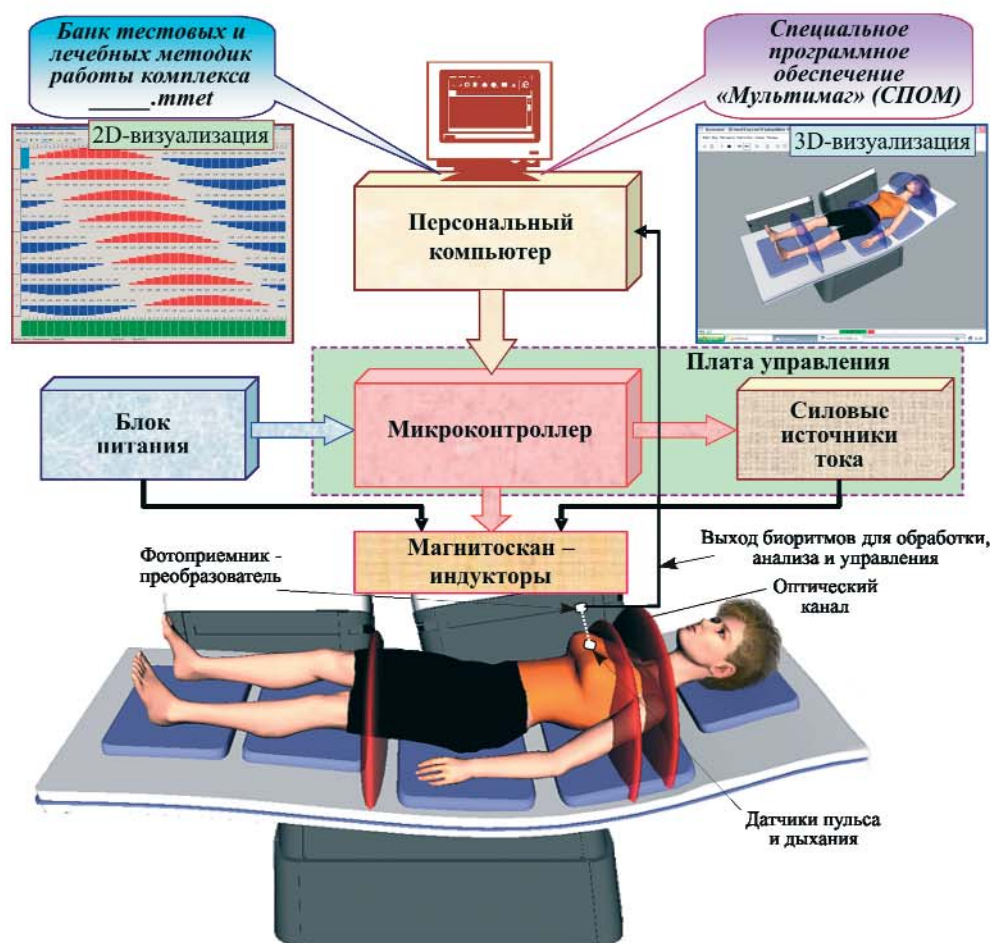 Банк тестовых и
лечебных методик
работы комплекса
_____.mmet
Специальное
программное
обеспечение
«Мультимаг» (СПОМ)
2D-визуализация
3D-визуализация
Персональный
компьютер
Плата управления
Блок
питания
Микроконтроллер
Силовые
источники
тока
Магнитоскан –
индукторы
Фотоприемник -
преобразователь
Выход биоритмов для обработки,
анализа и управления
Оптический
канал
Датчики пульса
и дыхания